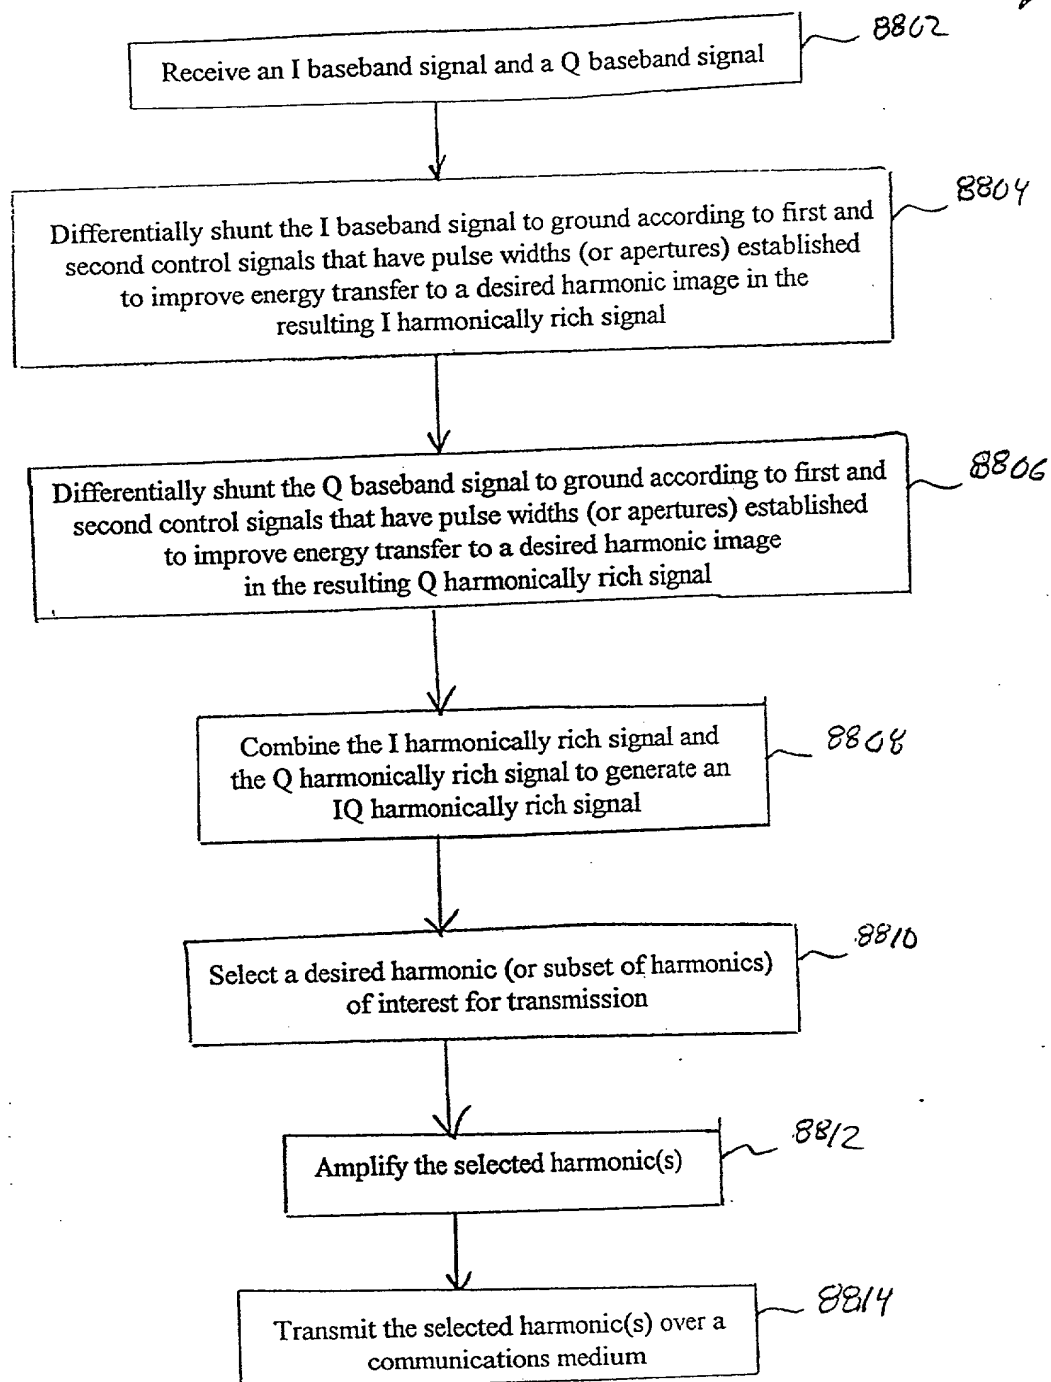 8802
Receive an I baseband signal and a Q baseband signal
8804
Differentially shunt the I baseband signal to ground according to first and
second control signals that have pulse widths (or apertures) established
to improve energy transfer to a desired harmonic image in the
resulting I harmonically rich signal
8806
Differentially shunt the Q baseband signal to ground according to first and
second control signals that have pulse widths (or apertures) established
to improve energy transfer to a desired harmonic image
in the resulting Q harmonically rich signal
8808
Combine the I harmonically rich signal and
the Q harmonically rich signal to generate an
IQ harmonically rich signal
8810
Select a desired harmonic (or subset of harmonics)
of interest for transmission
8812
Amplify the selected harmonic(s)
8814
Transmit the selected harmonic(s) over a
communications medium